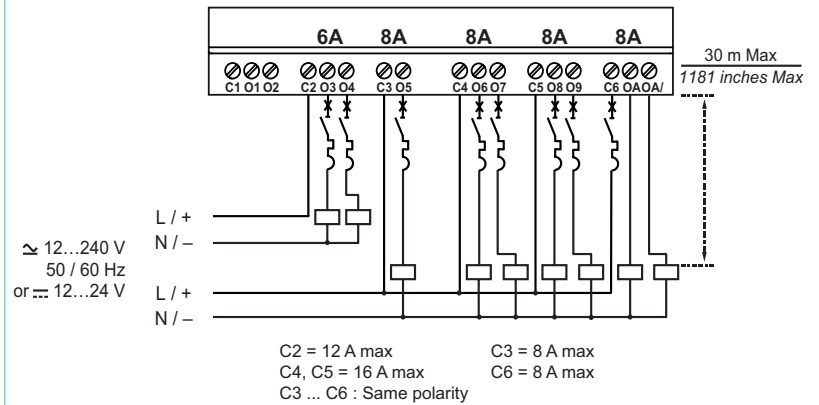 6A 8A 8A 8A 8A
C1 O1 O2 C2 O3 O4 C3 O5 C4 O6 O7 C5 O8 O9 C6 OA OA/
30 m Max
1181 inches Max
L / +
N / –
≃ 12...240 V
50 / 60 Hz
or ⎓ 12...24 V
L / +
N / –
C2 = 12 A max C3 = 8 A max
C4, C5 = 16 A max C6 = 8 A max
C3 ... C6 : Same polarity